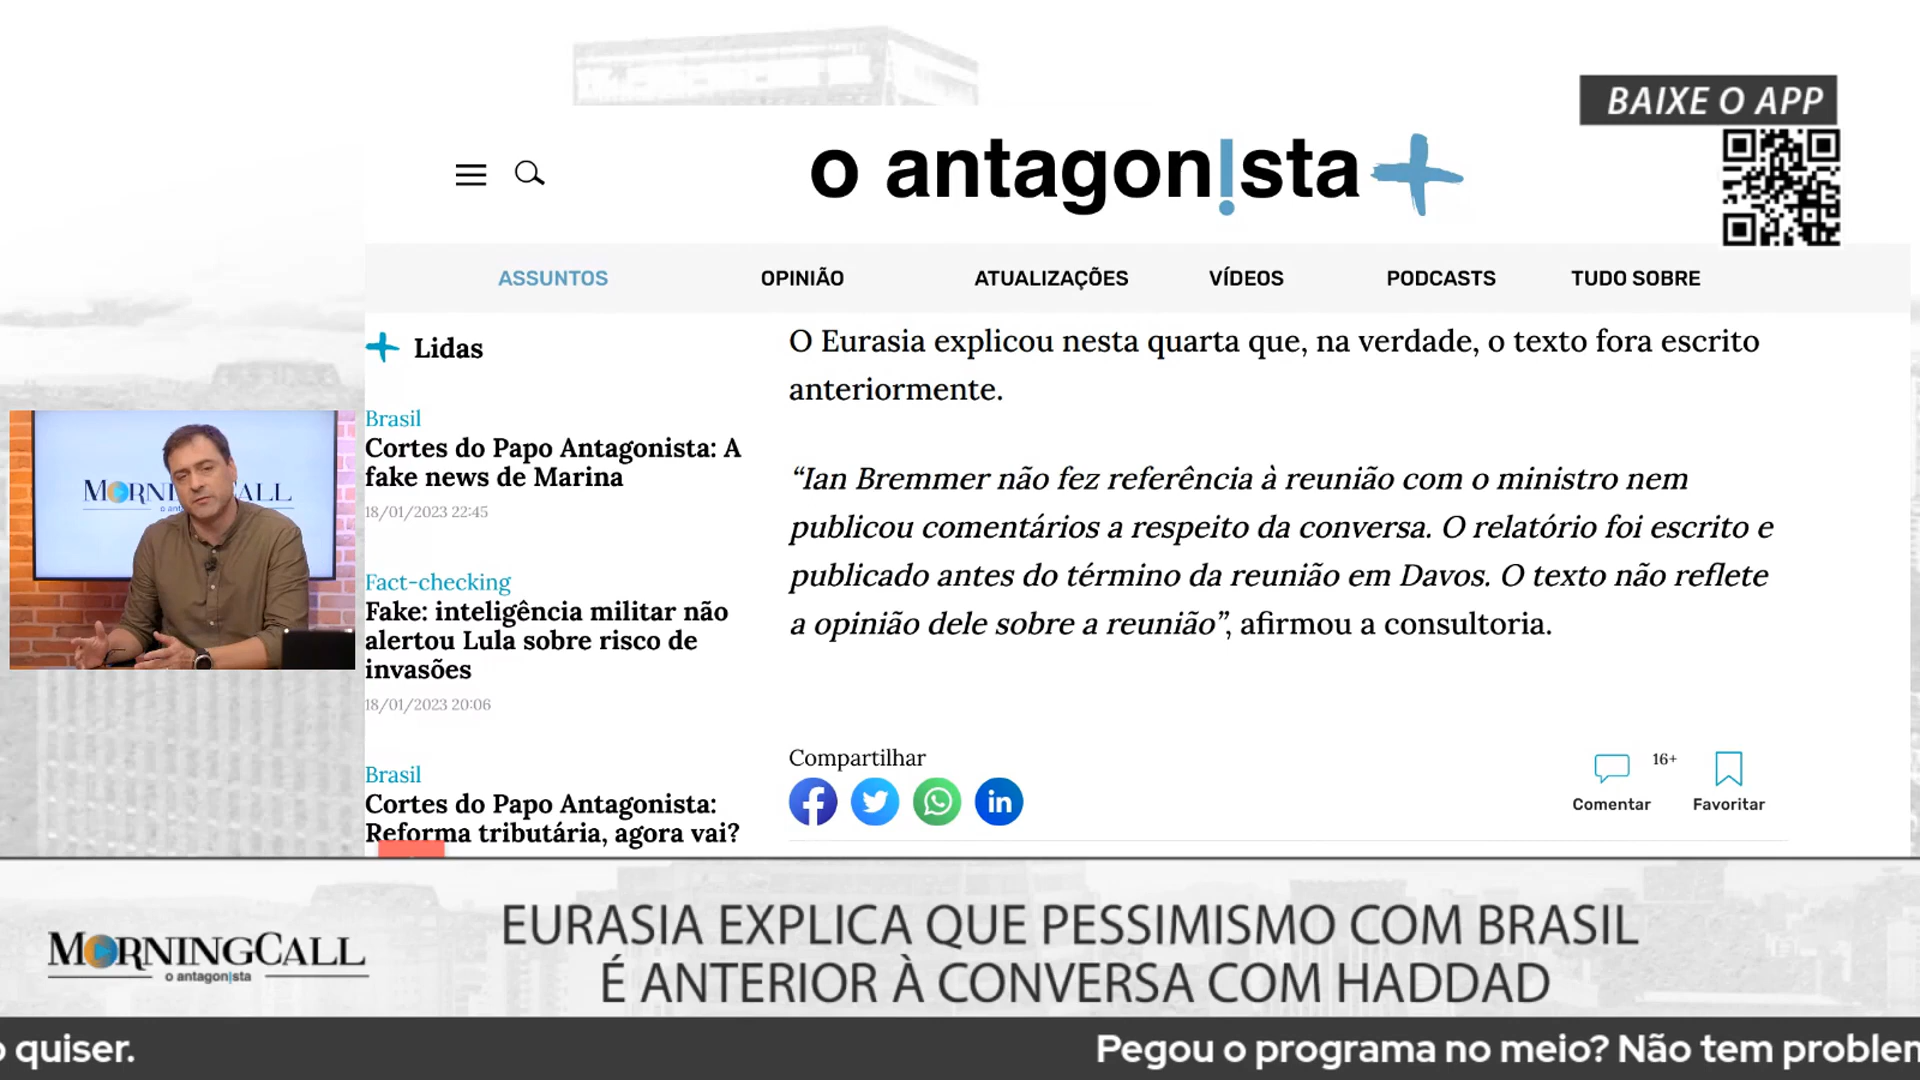 BAIXE O APP
o antagon!sta+
ASSUNTOS
OPINIÃO
ATUALIZAÇÕES
VÍDEOS
PODCASTS
TUDO SOBRE
Lidas
Brasil
Cortes do Papo Antagonista: A
fake news de Marina
18/01/2023 22:45
Fact-checking
Fake: inteligência militar não
alertou Lula sobre risco de
invasões
18/01/2023 20:06
Brasil
Cortes do Papo Antagonista:
Reforma tributária, agora vai?
O Eurasia explicou nesta quarta que, na verdade, o texto fora escrito
anteriormente.
“Ian Bremmer não fez referência à reunião com o ministro nem
publicou comentários a respeito da conversa. O relatório foi escrito e
publicado antes do término da reunião em Davos. O texto não reflete
a opinião dele sobre a reunião”, afirmou a consultoria.
Compartilhar
16+
Comentar
Favoritar
MORNINGCALL
o antagon!sta
EURASIA EXPLICA QUE PESSIMISMO COM BRASIL
É ANTERIOR À CONVERSA COM HADDAD
o quiser.
Pegou o programa no meio? Não tem problem